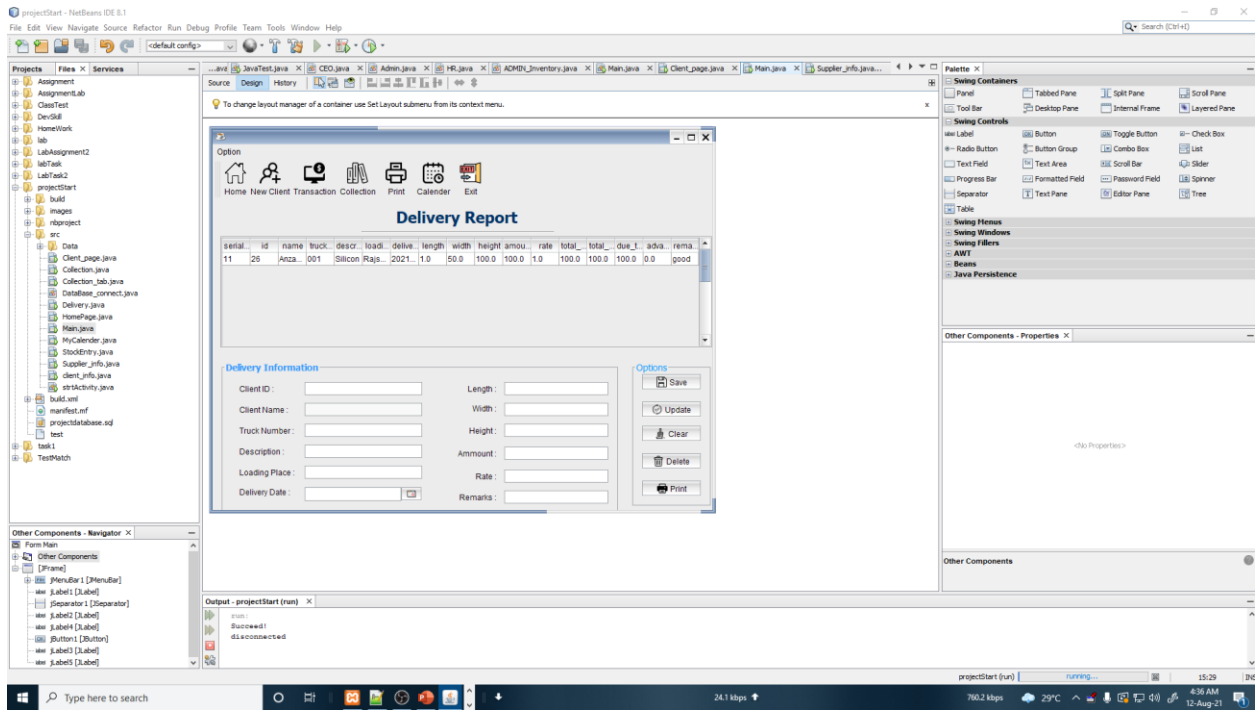 projectStart - NetBeans IDE 8.1
File Edit View Navigate Source Refactor Run Debug Profile Team Tools Window Help
Search (Ctrl+I)
<default config>
Projects Files Services
Assignment
AssignmentLab
ClassTest
DevSkill
HomeWork
lab
LabAssignment2
labTask
LabTask2
projectStart
build
images
nbproject
src
Data
Client_page.java
Collection.java
Collection_tab.java
DataBase_connect.java
Delivery.java
HomePage.java
Main.java
MyCalender.java
StockEntry.java
Supplier_info.java
client_info.java
strtActivity.java
build.xml
manifest.mf
projectdatabase.sql
test
task1
TestMatch
Other Components - Navigator
Form Main
Other Components
[JFrame]
jMenuBar1 [JMenuBar]
jLabel1 [JLabel]
jSeparator1 [JSeparator]
jLabel2 [JLabel]
jLabel4 [JLabel]
jButton1 [JButton]
jLabel3 [JLabel]
jLabel5 [JLabel]
...ava JavaTest.java CEO.java Admin.java HR.java ADMIN_Inventory.java Main.java Client_page.java Main.java Supplier_info.java...
Source Design History
To change layout manager of a container use Set Layout submenu from its context menu.
Option
EXIT
Home New Client Transaction Collection Print Calender Exit
Delivery Report
serial... id name truck... descr... loadi... delive... length width height amou... rate total_... total_... due_t... adva... rema...
11 26 Anza... 001 Silicon Rajs... 2021... 1.0 50.0 100.0 100.0 1.0 100.0 100.0 100.0 0.0 good
Delivery Information
Client ID :
Client Name :
Truck Number :
Description :
Loading Place :
Delivery Date :
Length :
Width :
Height :
Ammount :
Rate :
Remarks :
Options
Save
Update
Clear
Delete
Print
Output - projectStart (run)
run:
Succeed!
disconnected
Palette
Swing Containers
Panel Tabbed Pane Split Pane Scroll Pane
Tool Bar Desktop Pane Internal Frame Layered Pane
Swing Controls
label Label Button Toggle Button Check Box
Radio Button Button Group Combo Box List
Text Field Text Area Scroll Bar Slider
Progress Bar Formatted Field Password Field Spinner
Separator Text Pane Editor Pane Tree
Table
Swing Menus
Swing Windows
Swing Fillers
AWT
Beans
Java Persistence
Other Components - Properties
<No Properties>
Other Components
projectStart (run) running... 15:29 INS
Type here to search
24.1 kbps
760.2 kbps
29°C
4:36 AM
12-Aug-21